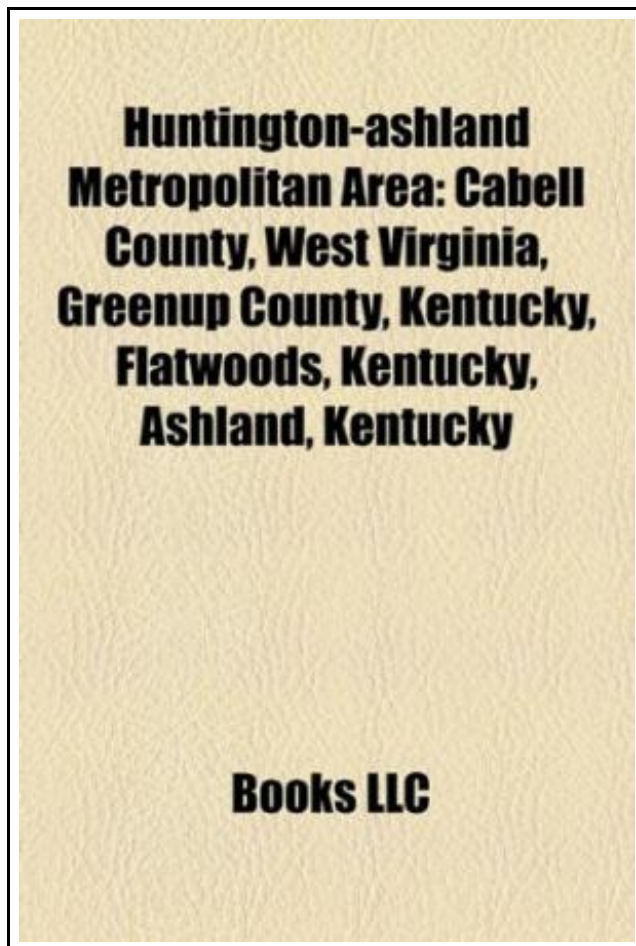 Huntington-ashland
Metropolitan Area: Cabell
County, West Virginia,
Greenup County, Kentucky,
Flatwoods, Kentucky,
Ashland, Kentucky
Books LLC